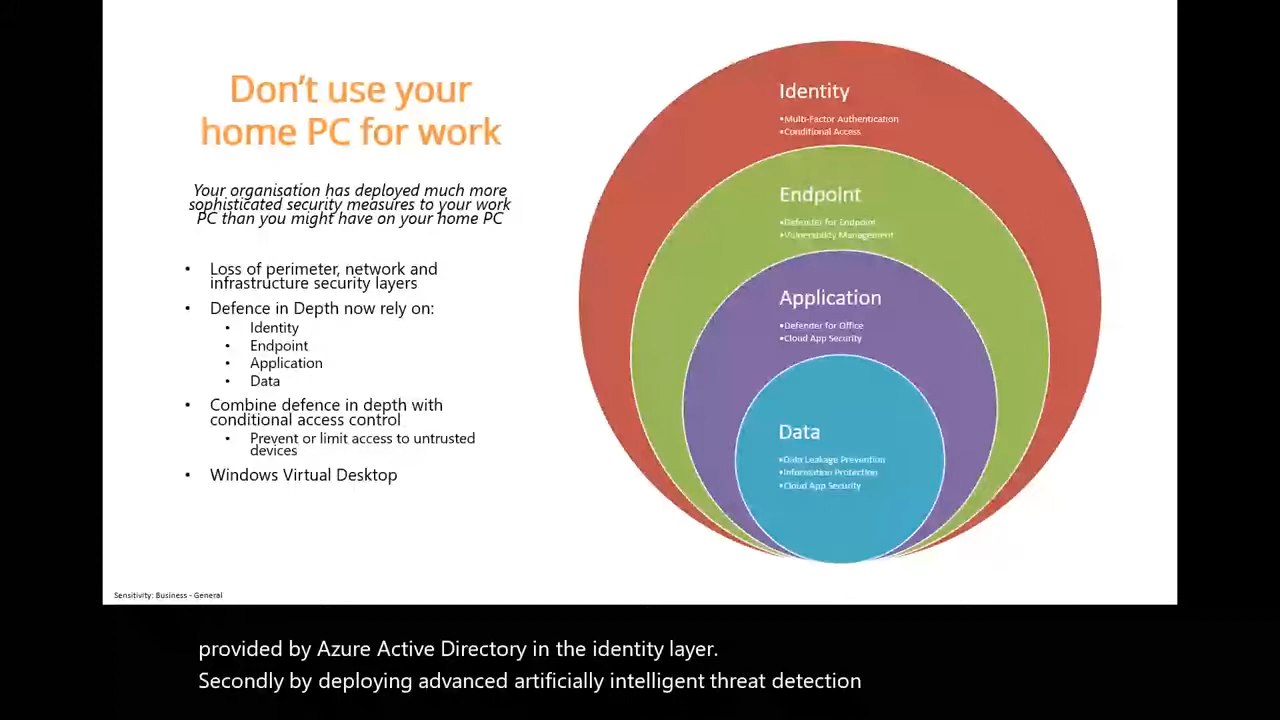 Don't use your
home PC for work
Your organisation has deployed much more
sophisticated security measures to your work
PC than you might have on your home PC
• Loss of perimeter, network and
infrastructure security layers
• Defence in Depth now rely on:
• Identity
• Endpoint
• Application
• Data
• Combine defence in depth with
conditional access control
• Prevent or limit access to untrusted
devices
• Windows Virtual Desktop
Identity
•Multi-Factor Authentication
•Conditional Access
Endpoint
•Defender for Endpoint
•Vulnerability Management
Application
•Defender for Office
•Cloud App Security
Data
•Data Leakage Prevention
•Information Protection
•Cloud App Security
Sensitivity: Business - General
provided by Azure Active Directory in the identity layer.
Secondly by deploying advanced artificially intelligent threat detection